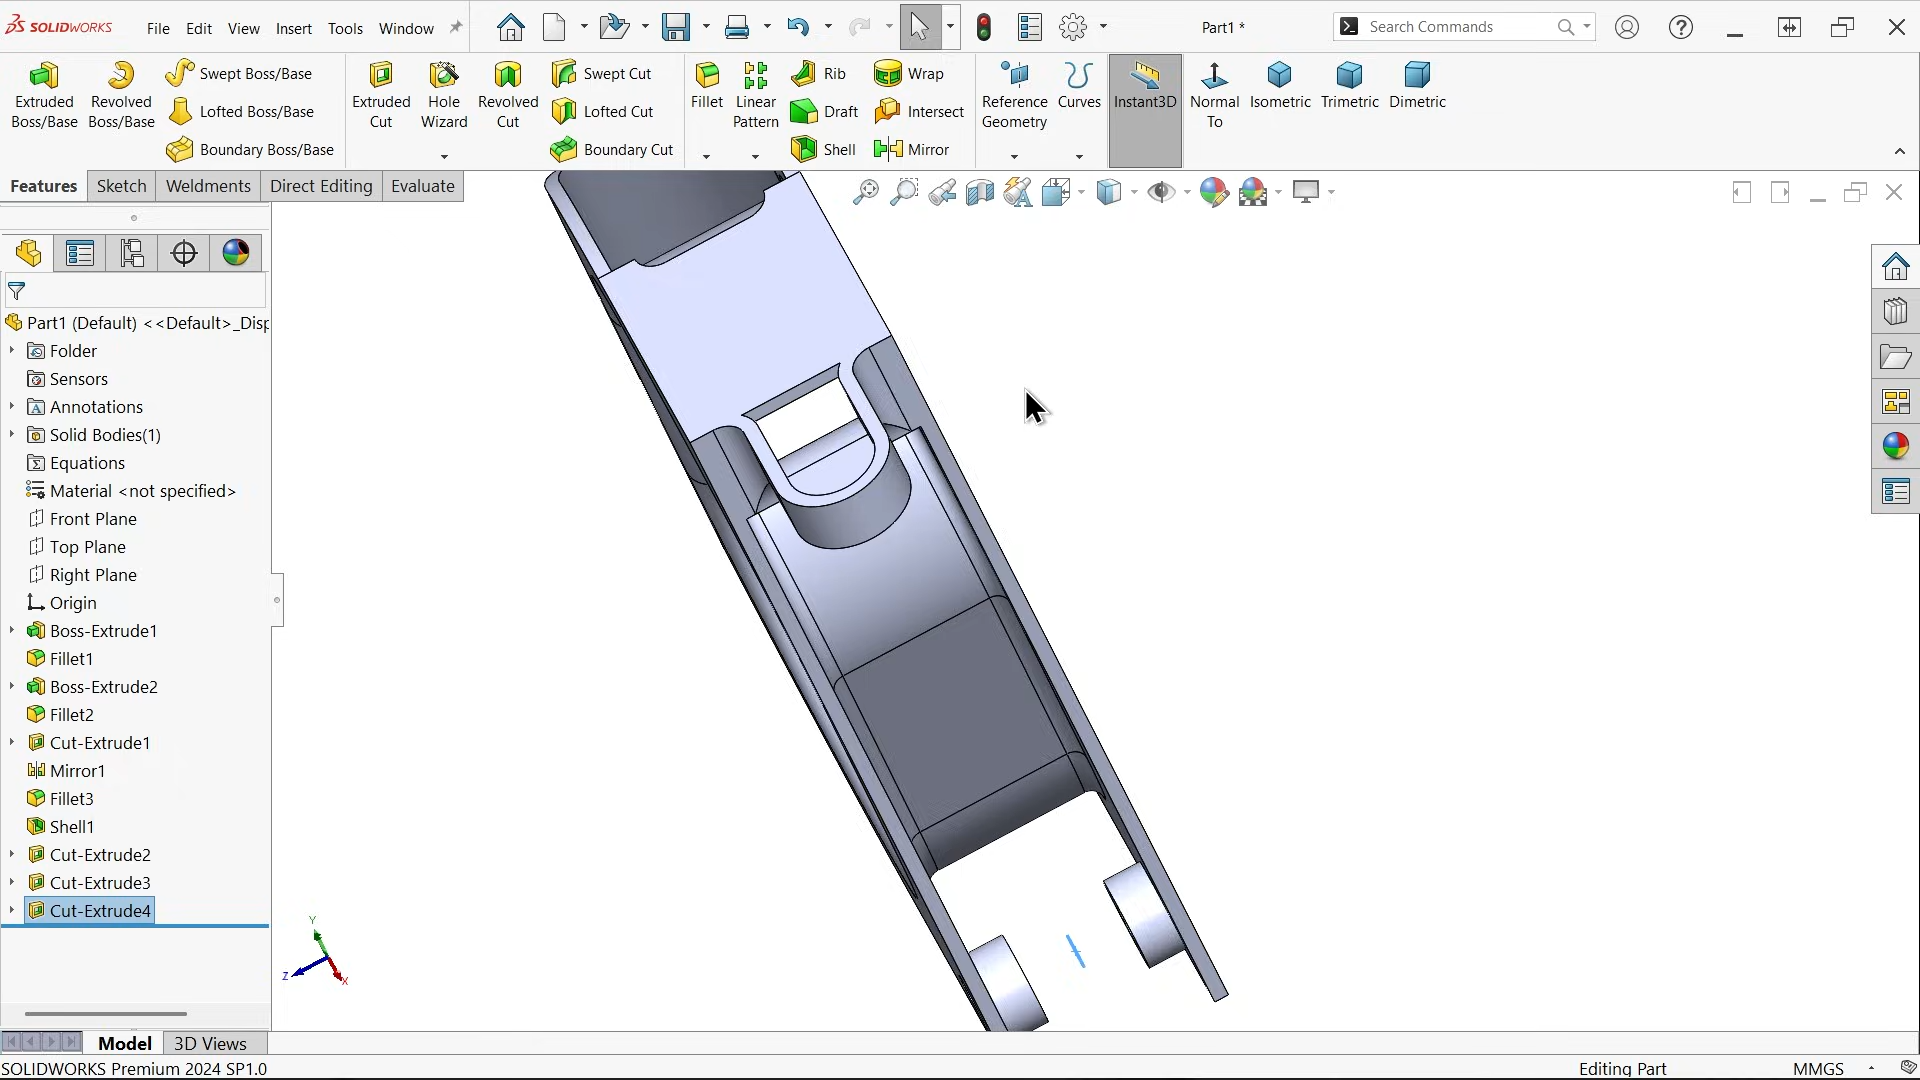 SOLIDWORKS File Edit View Insert Tools Window Part1 * Search Commands
Extruded Boss/Base
Revolved Boss/Base
Swept Boss/Base
Lofted Boss/Base
Boundary Boss/Base
Extruded Cut
Hole Wizard
Revolved Cut
Swept Cut
Lofted Cut
Boundary Cut
Fillet
Linear Pattern
Rib
Draft
Shell
Wrap
Intersect
Mirror
Reference Geometry
Curves
Instant3D
Normal To
Isometric
Trimetric
Dimetric
Features Sketch Weldments Direct Editing Evaluate
Part1 (Default) <<Default>_Disp
Folder
Sensors
Annotations
Solid Bodies(1)
Equations
Material <not specified>
Front Plane
Top Plane
Right Plane
Origin
Boss-Extrude1
Fillet1
Boss-Extrude2
Fillet2
Cut-Extrude1
Mirror1
Fillet3
Shell1
Cut-Extrude2
Cut-Extrude3
Cut-Extrude4
Y
Z
X
Model 3D Views
SOLIDWORKS Premium 2024 SP1.0 Editing Part MMGS